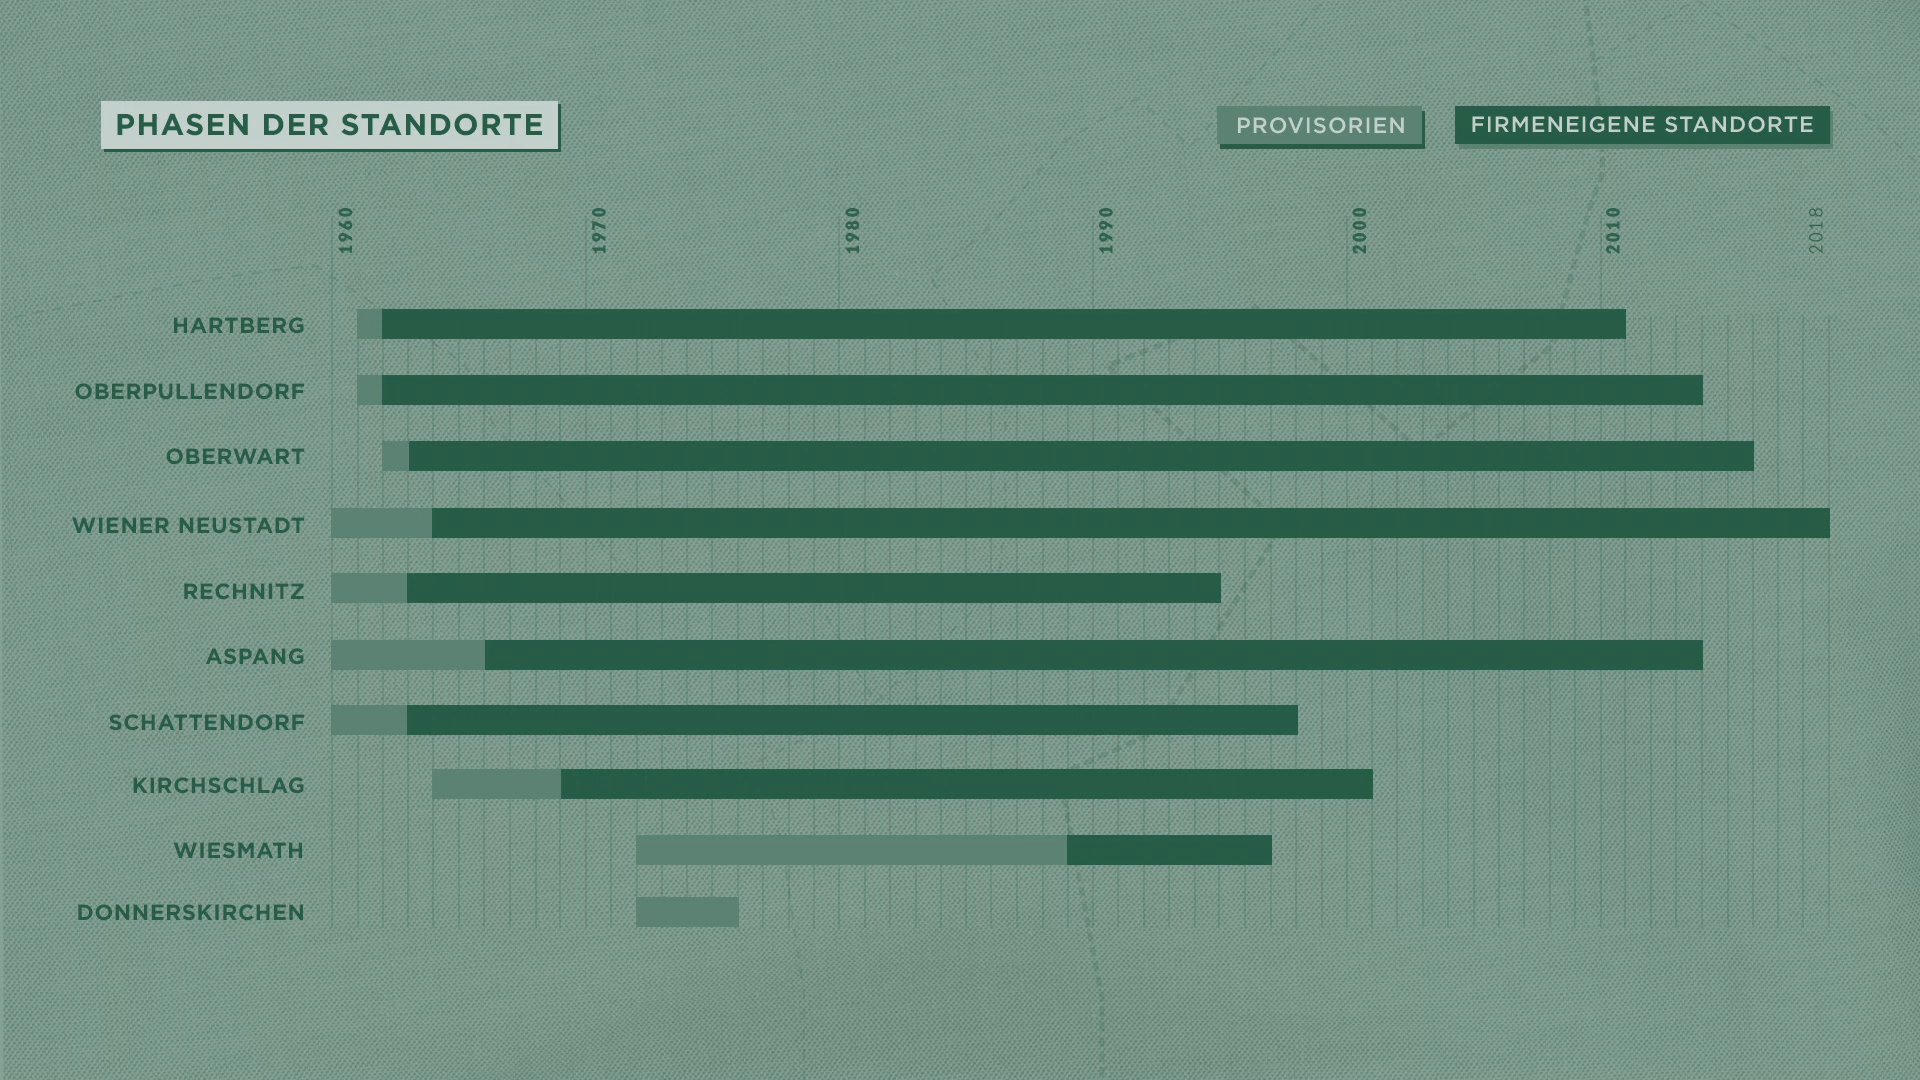 PHASEN DER STANDORTE
PROVISORIEN
FIRMENEIGENE STANDORTE
1960
1970
1980
1990
2000
2010
2018
HARTBERG
OBERPULLENDORF
OBERWART
WIENER NEUSTADT
RECHNITZ
ASPANG
SCHATTENDORF
KIRCHSCHLAG
WIESMATH
DONNERSKIRCHEN